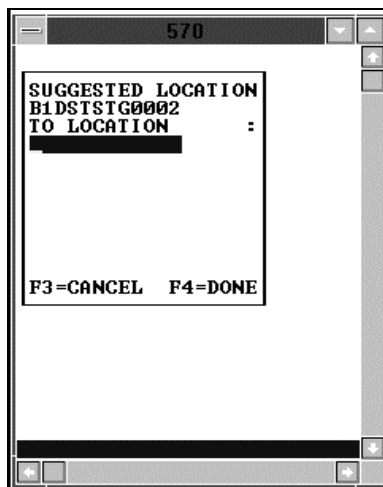 570
SUGGESTED LOCATION
B1DSTSTG0002
TO LOCATION :
F3=CANCEL F4=DONE